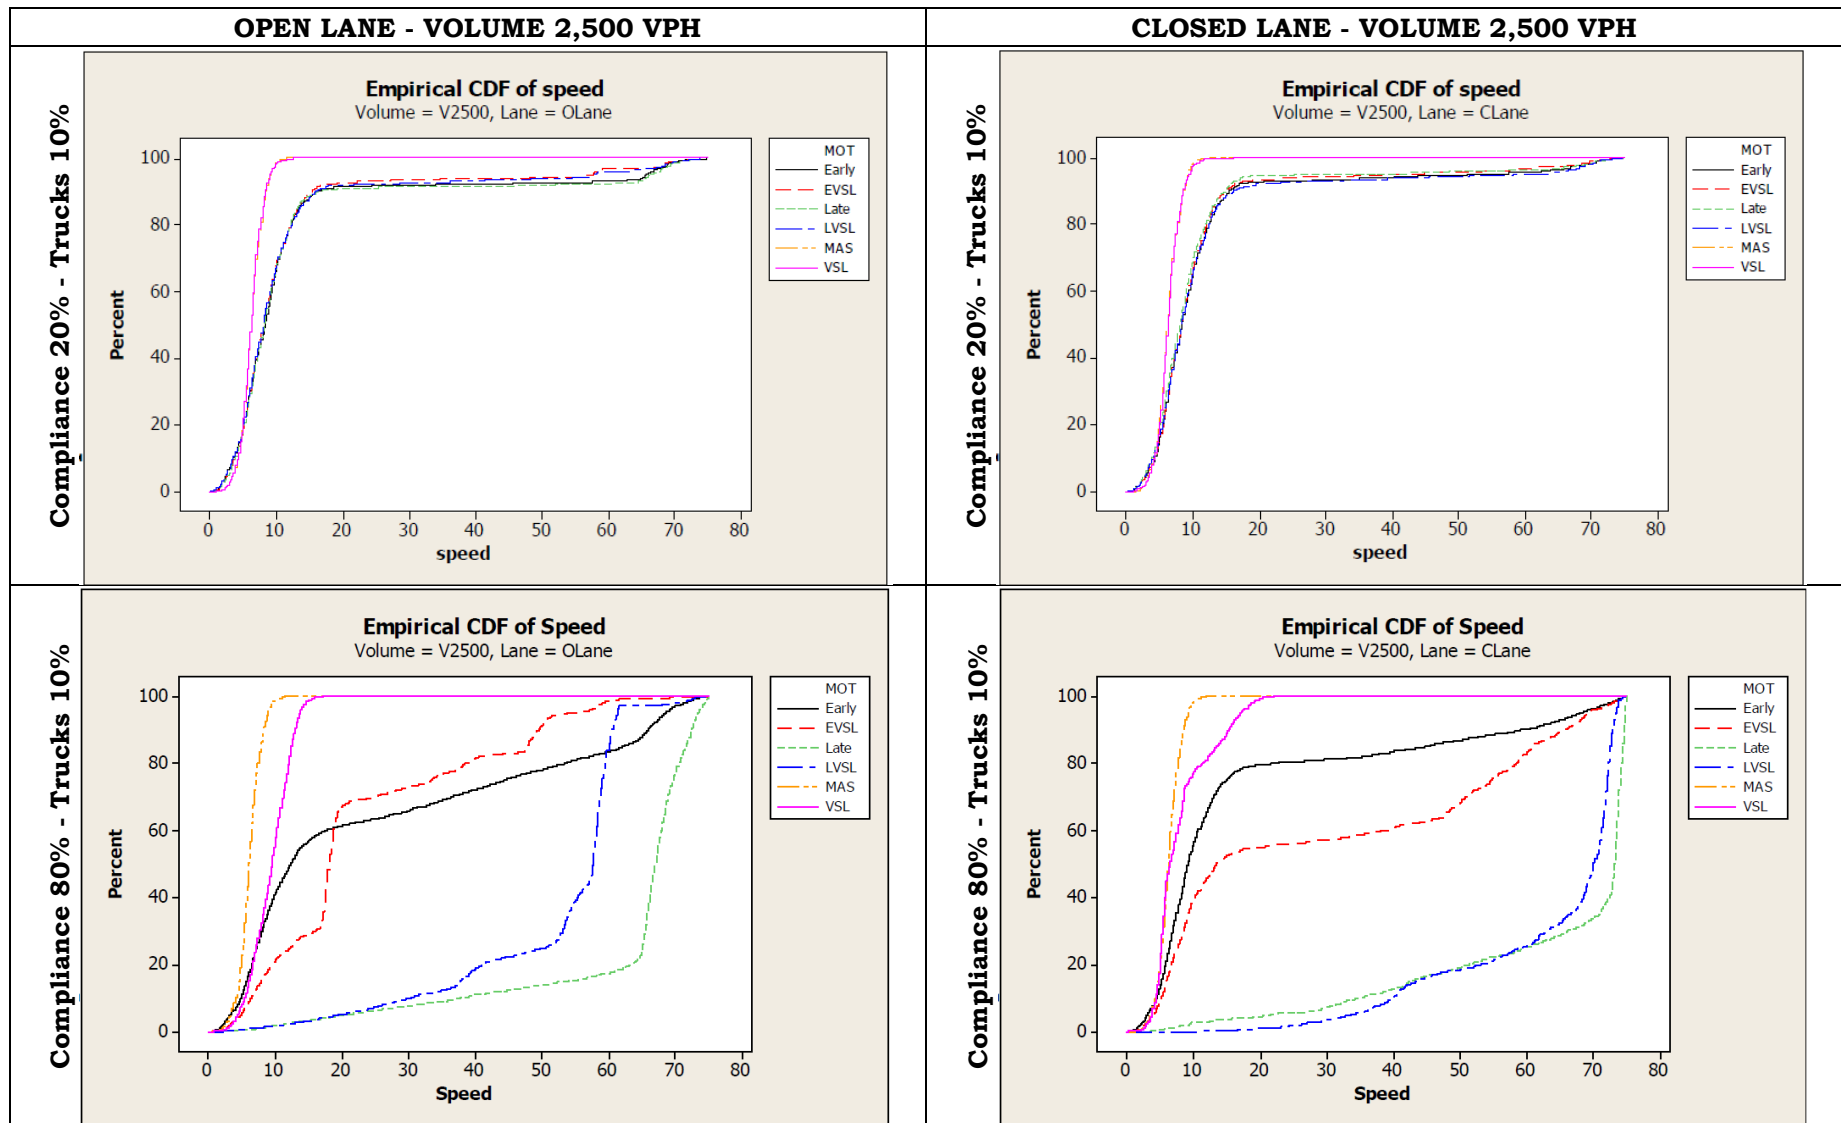 OPEN LANE - VOLUME 2,500 VPH
CLOSED LANE - VOLUME 2,500 VPH
Compliance 20% - Trucks 10%
Empirical CDF of speed
Volume = V2500, Lane = OLane
100
80
60
40
20
0
Percent
0 10 20 30 40 50 60 70 80
speed
MOT
Early
EVSL
Late
LVSL
MAS
VSL
Compliance 20% - Trucks 10%
Empirical CDF of speed
Volume = V2500, Lane = CLane
100
80
60
40
20
0
Percent
0 10 20 30 40 50 60 70 80
speed
MOT
Early
EVSL
Late
LVSL
MAS
VSL
Compliance 80% - Trucks 10%
Empirical CDF of Speed
Volume = V2500, Lane = OLane
100
80
60
40
20
0
Percent
0 10 20 30 40 50 60 70 80
Speed
MOT
Early
EVSL
Late
LVSL
MAS
VSL
Compliance 80% - Trucks 10%
Empirical CDF of Speed
Volume = V2500, Lane = CLane
100
80
60
40
20
0
Percent
0 10 20 30 40 50 60 70 80
Speed
MOT
Early
EVSL
Late
LVSL
MAS
VSL